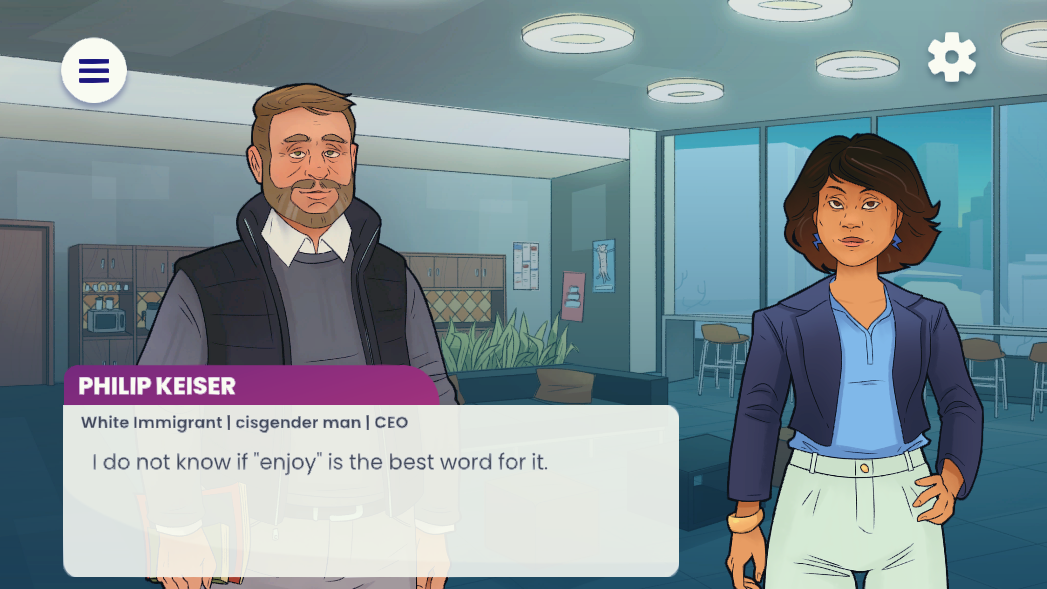 PHILIP KEISER
White Immigrant | cisgender man | CEO
I do not know if "enjoy" is the best word for it.